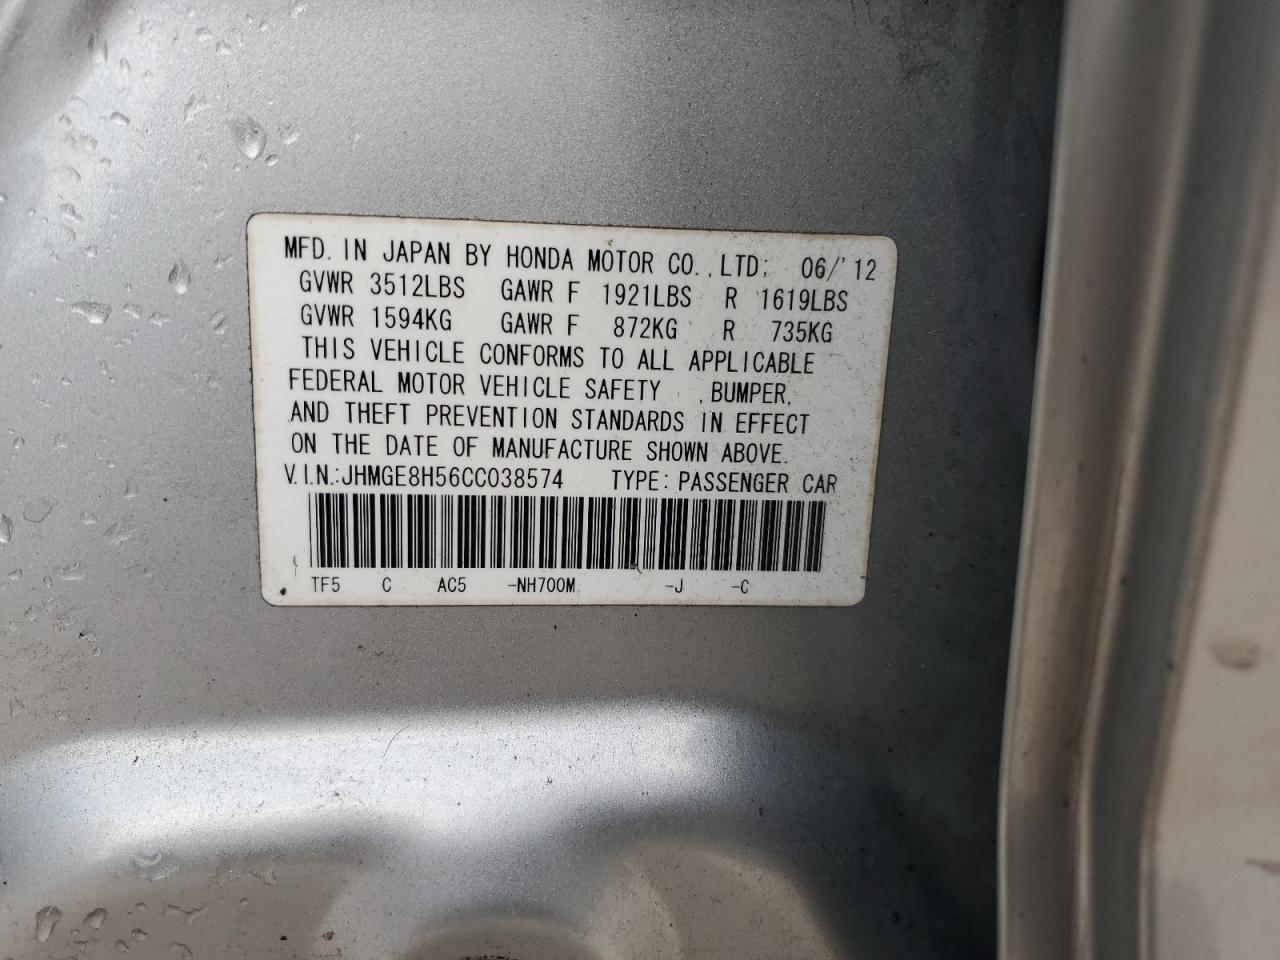 MFD. IN JAPAN BY HONDA MOTOR CO.,LTD; 06/'12
GVWR 3512LBS GAWR F 1921LBS R 1619LBS
GVWR 1594KG GAWR F 872KG R 735KG
THIS VEHICLE CONFORMS TO ALL APPLICABLE
FEDERAL MOTOR VEHICLE SAFETY ,BUMPER,
AND THEFT PREVENTION STANDARDS IN EFFECT
ON THE DATE OF MANUFACTURE SHOWN ABOVE.
V.I.N.:JHMGE8H56CC038574 TYPE: PASSENGER CAR
TF5 C AC5 -NH700M -J -C